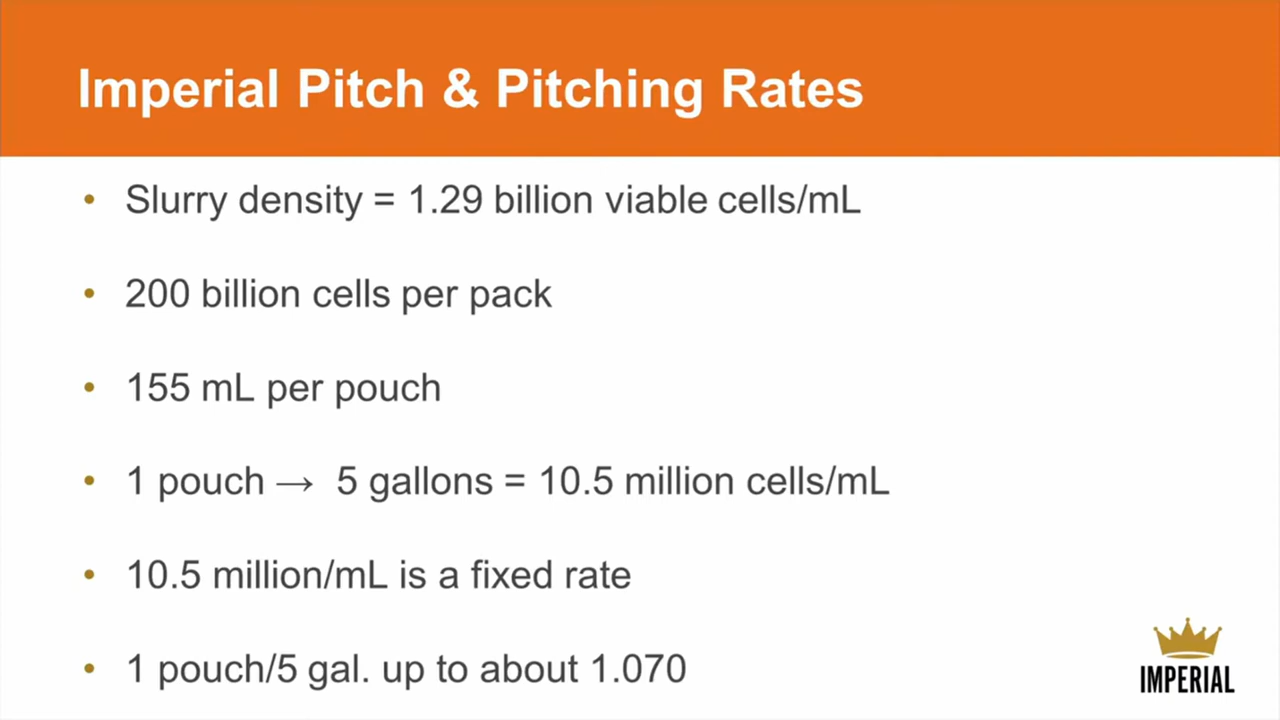 Imperial Pitch & Pitching Rates
• Slurry density = 1.29 billion viable cells/mL
• 200 billion cells per pack
• 155 mL per pouch
• 1 pouch → 5 gallons = 10.5 million cells/mL
• 10.5 million/mL is a fixed rate
• 1 pouch/5 gal. up to about 1.070
IMPERIAL